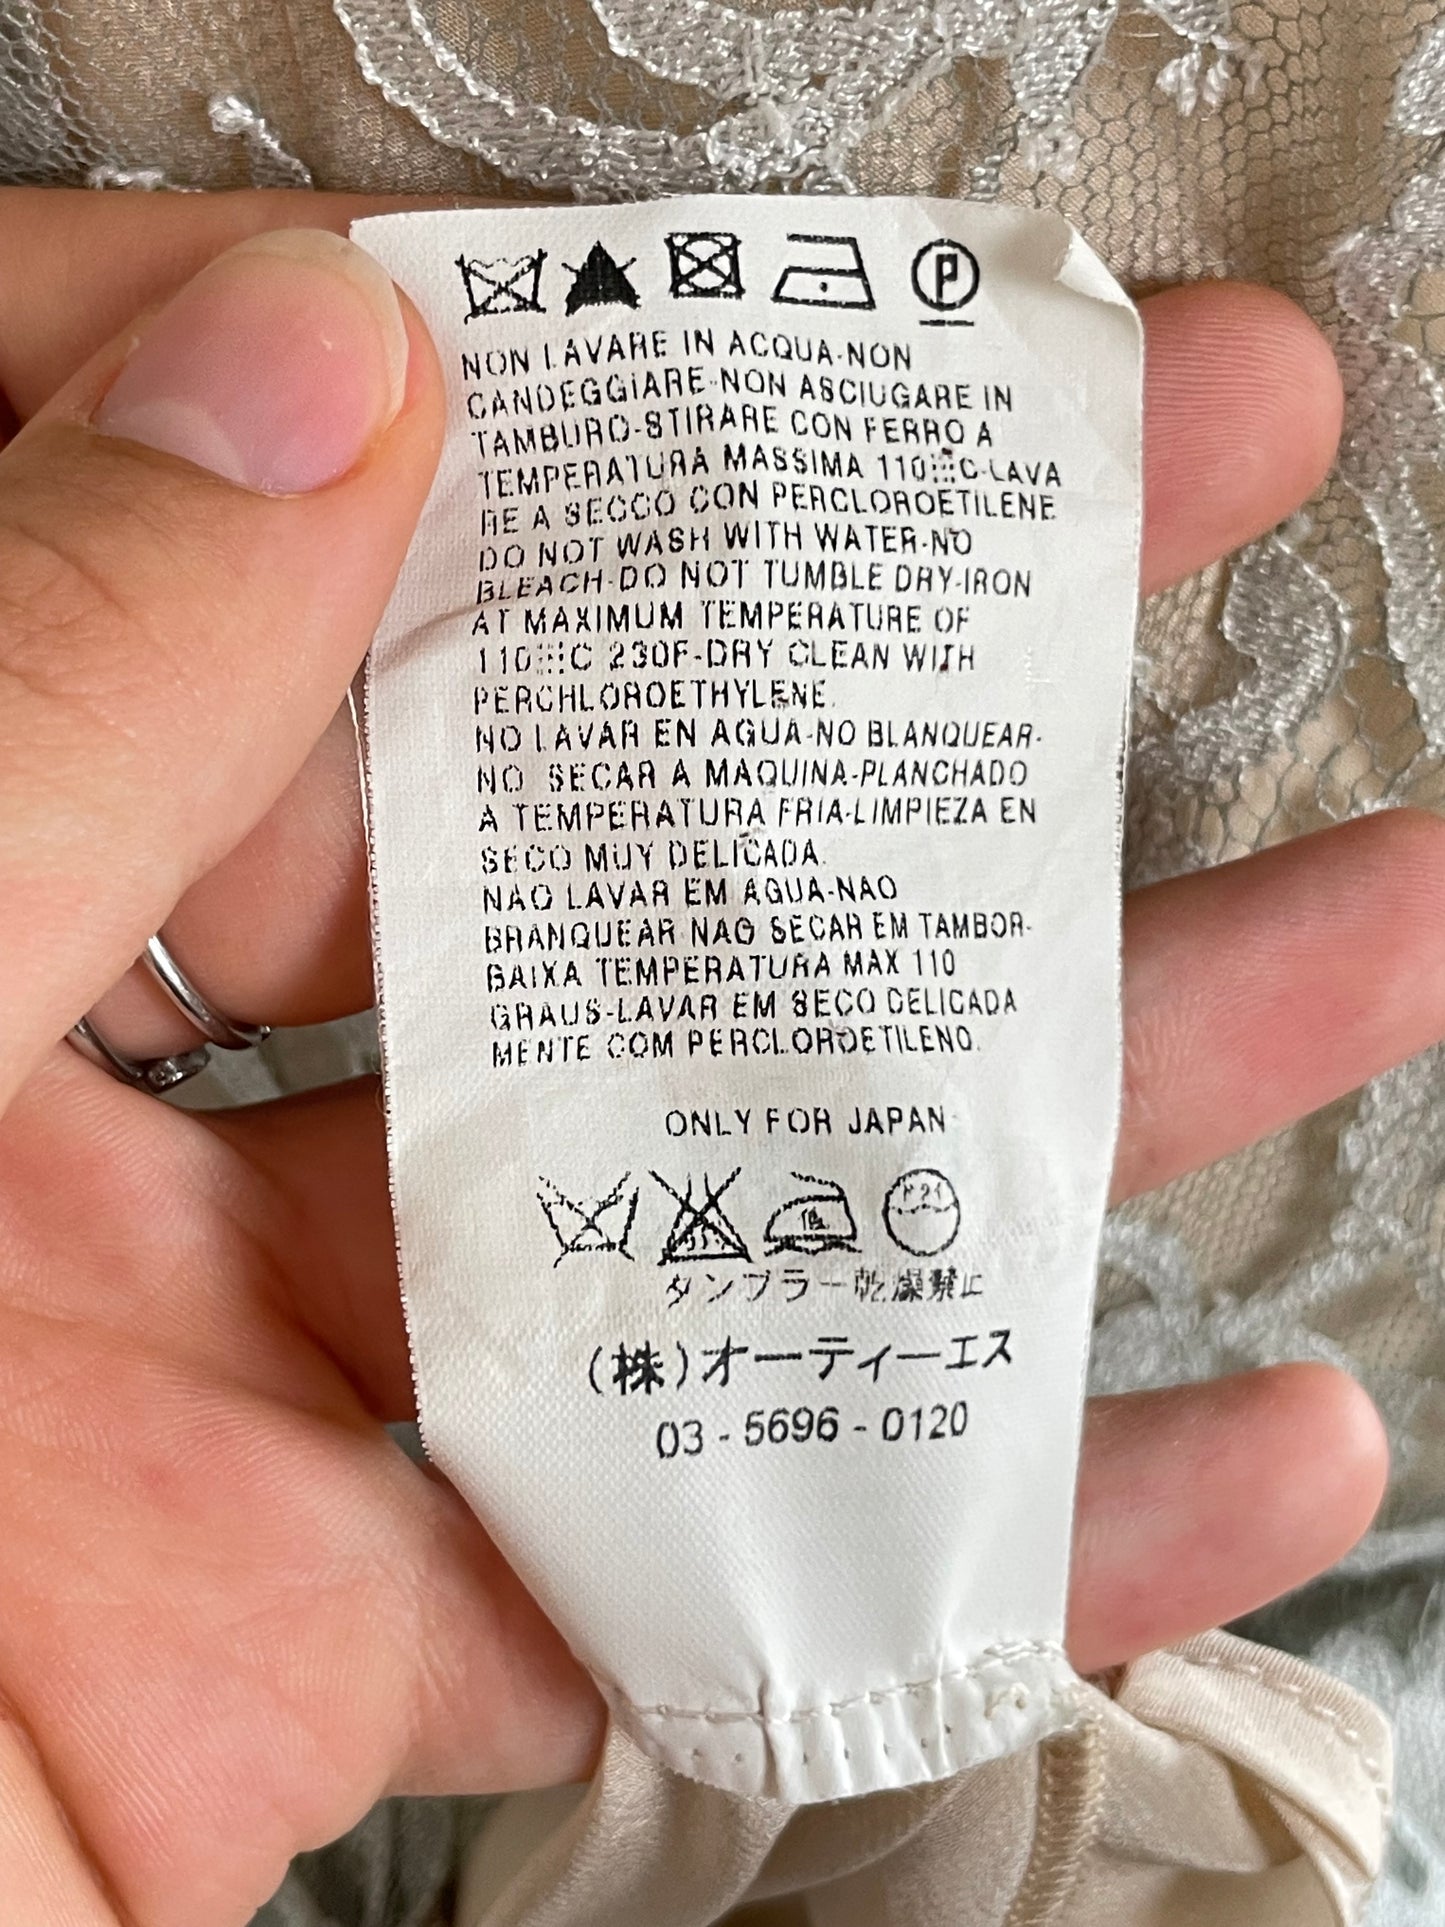 P
NON LAVARE IN ACQUA-NON
CANDEGGIARE-NON ASCIUGARE IN
TAMBURO-STIRARE CON FERRO A
TEMPERATURA MASSIMA 110 C-LAVA
RE A SECCO CON PERCLOROETILENE
DO NOT WASH WITH WATER-NO
BLEACH-DO NOT TUMBLE DRY-IRON
AT MAXIMUM TEMPERATURE OF
110 C 230F-DRY CLEAN WITH
PERCHLOROETHYLENE.
NO LAVAR EN AGUA-NO BLANQUEAR-
NO SECAR A MAQUINA-PLANCHADO
A TEMPERATURA FRIA-LIMPIEZA EN
SECO MUY DELICADA.
NAO LAVAR EM AGUA-NAO
BRANQUEAR NAO SECAR EM TAMBOR-
BAIXA TEMPERATURA MAX 110
GRAUS-LAVAR EM SECO DELICADA
MENTE COM PERCLOROETILENO.
ONLY FOR JAPAN
低 ドライ
タンブラー乾燥禁止
(株)オーティーエス
03 - 5696 - 0120